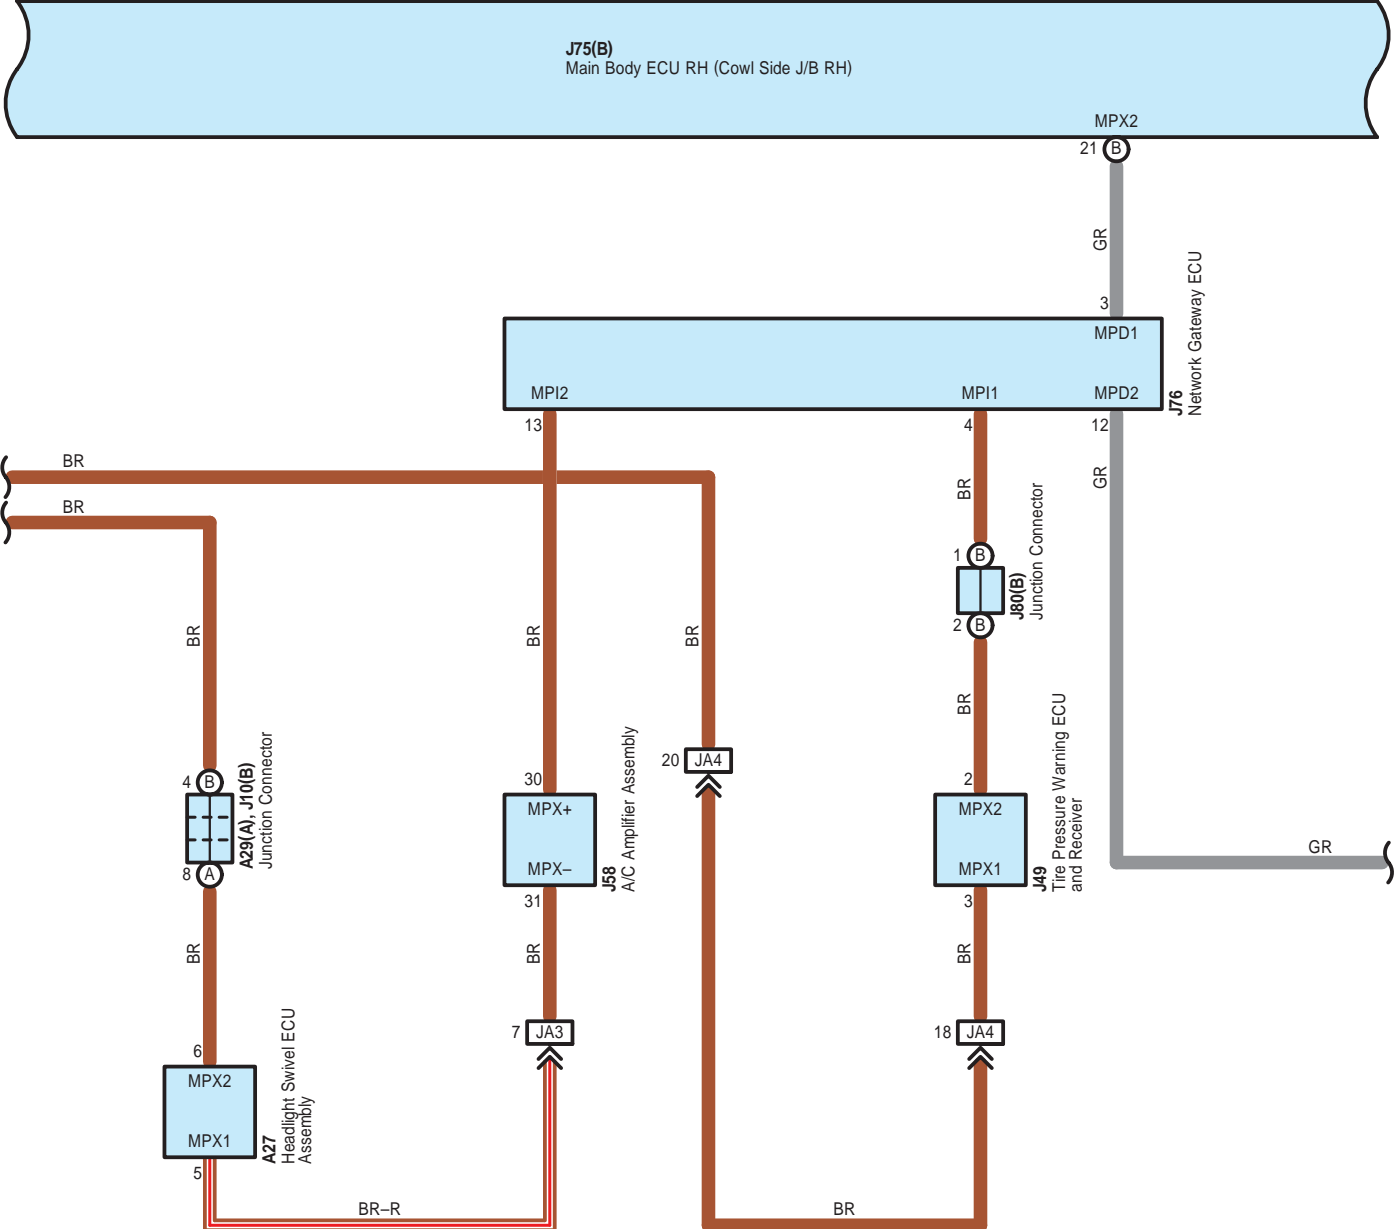 J75(B)
Main Body ECU RH (Cowl Side J/B RH)
MPX2
21 B
GR
3
MPD1
MPI2
MPI1
MPD2
J76
Network Gateway ECU
13
4
12
BR
BR
BR
GR
1 B
J80(B)
Junction Connector
2 B
BR
BR
BR
BR
20 JA4
4 B
A29(A), J10(B)
Junction Connector
8 A
30
MPX+
MPX–
J58
A/C Amplifier Assembly
31
2
MPX2
MPX1
J49
Tire Pressure Warning ECU
and Receiver
3
GR
BR
BR
BR
7 JA3
18 JA4
6
MPX2
MPX1
A27
Headlight Swivel ECU
Assembly
5
BR–R
BR